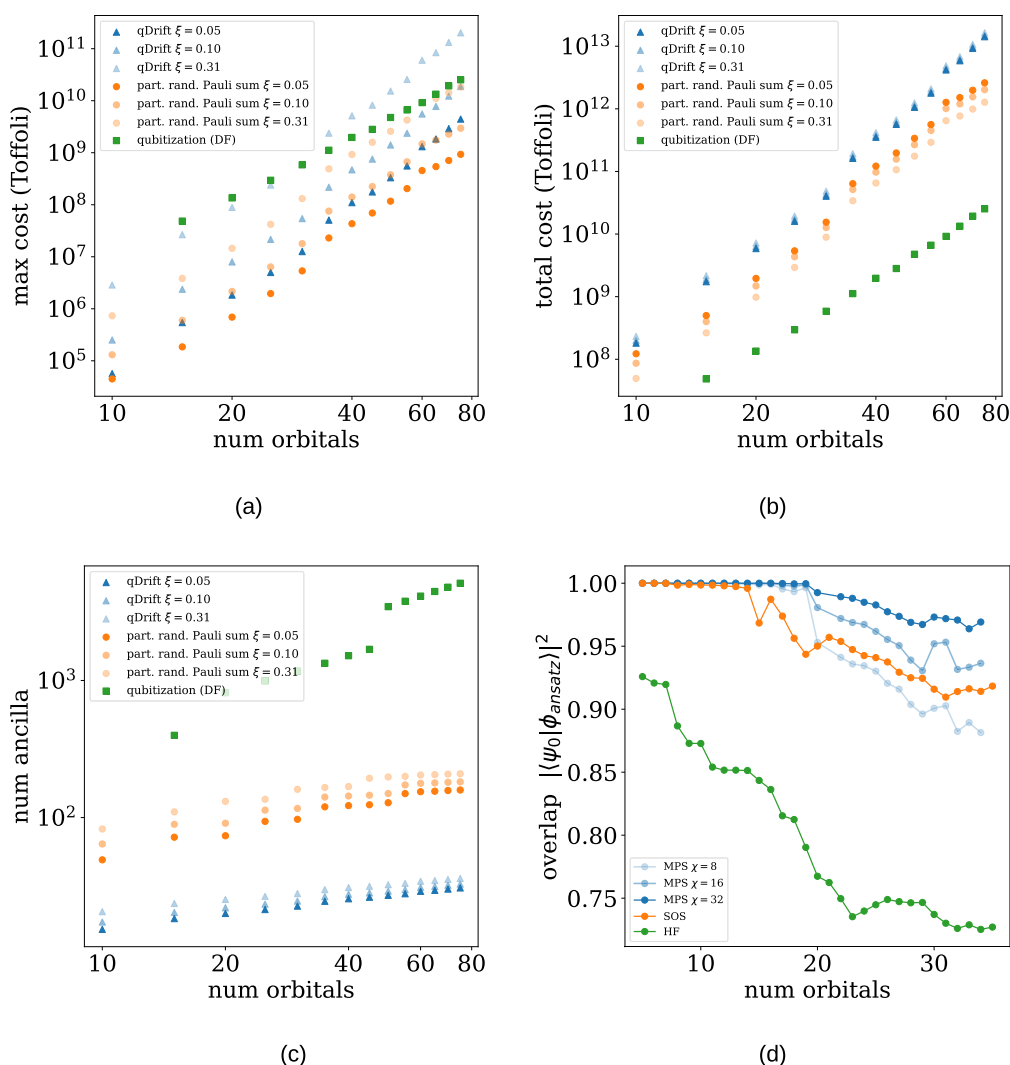 max cost (Toffoli)
10^11
10^10
10^9
10^8
10^7
10^6
10^5
qDrift ξ = 0.05
qDrift ξ = 0.10
qDrift ξ = 0.31
part. rand. Pauli sum ξ = 0.05
part. rand. Pauli sum ξ = 0.10
part. rand. Pauli sum ξ = 0.31
qubitization (DF)
10 20 40 60 80
num orbitals
(a)
total cost (Toffoli)
10^13
10^12
10^11
10^10
10^9
10^8
qDrift ξ = 0.05
qDrift ξ = 0.10
qDrift ξ = 0.31
part. rand. Pauli sum ξ = 0.05
part. rand. Pauli sum ξ = 0.10
part. rand. Pauli sum ξ = 0.31
qubitization (DF)
10 20 40 60 80
num orbitals
(b)
num ancilla
10^3
10^2
qDrift ξ = 0.05
qDrift ξ = 0.10
qDrift ξ = 0.31
part. rand. Pauli sum ξ = 0.05
part. rand. Pauli sum ξ = 0.10
part. rand. Pauli sum ξ = 0.31
qubitization (DF)
10 20 40 60 80
num orbitals
(c)
overlap |⟨ψ_0|ϕ_ansatz⟩|^2
1.00
0.95
0.90
0.85
0.80
0.75
MPS χ = 8
MPS χ = 16
MPS χ = 32
SOS
HF
10 20 30
num orbitals
(d)